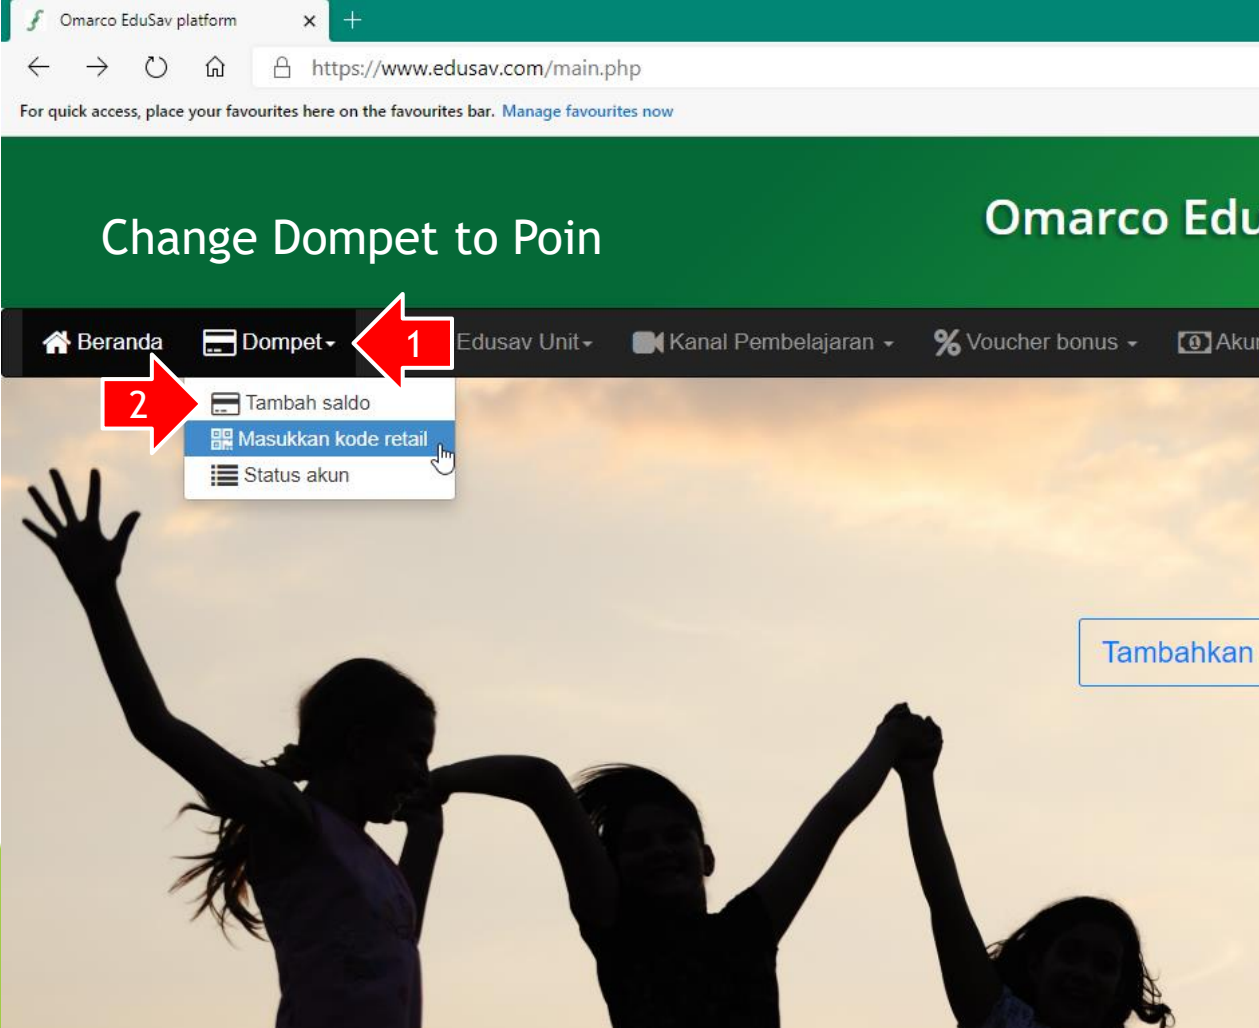 Omarco EduSav platform
https://www.edusav.com/main.php
For quick access, place your favourites here on the favourites bar. Manage favourites now
Change Dompet to Poin
Omarco Edu
Beranda Dompet 1 Edusav Unit Kanal Pembelajaran Voucher bonus Akun
2 Tambah saldo
Masukkan kode retail
Status akun
Tambahkan